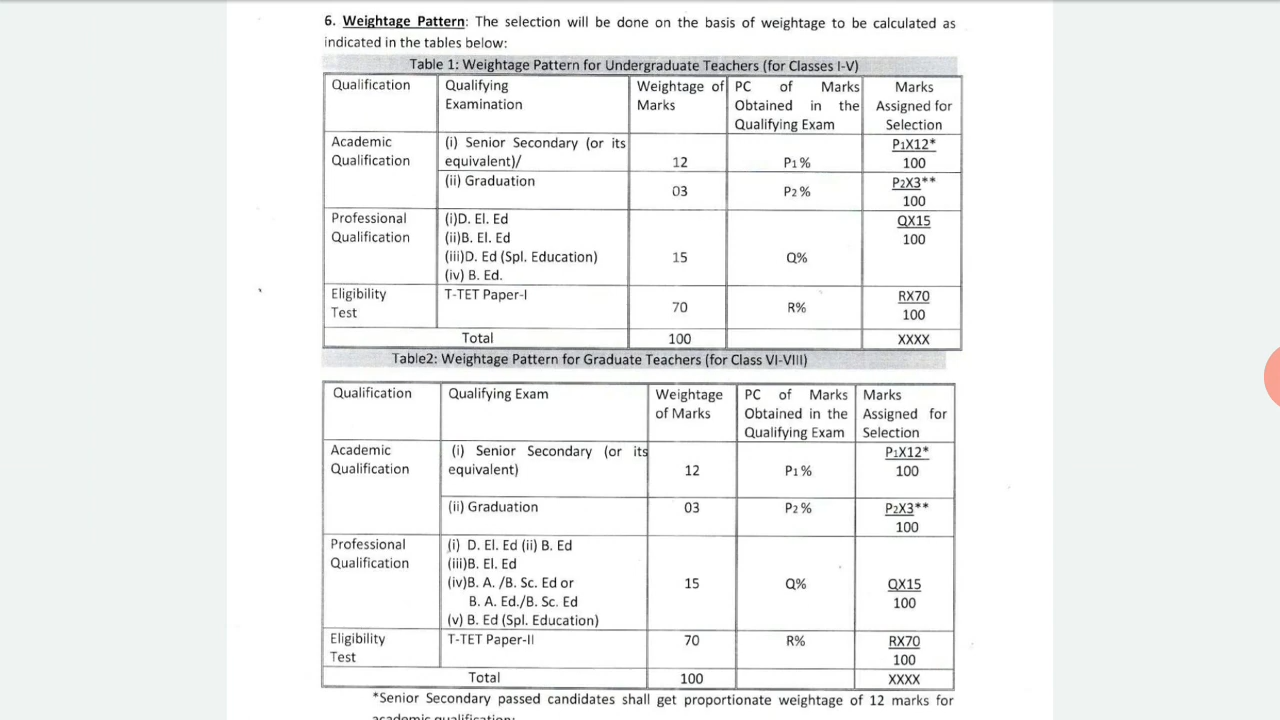 6. Weightage Pattern: The selection will be done on the basis of weightage to be calculated as
indicated in the tables below:
Table 1: Weightage Pattern for Undergraduate Teachers (for Classes I-V)
Qualification Qualifying Examination Weightage of Marks PC of Marks Obtained in the Qualifying Exam Marks Assigned for Selection
Academic Qualification (i) Senior Secondary (or its equivalent)/ 12 P1% P1X12* 100
(ii) Graduation 03 P2% P2X3** 100
Professional Qualification (i)D. El. Ed 15 Q% QX15 100
(ii)B. El. Ed
(iii)D. Ed (Spl. Education)
(iv) B. Ed.
Eligibility Test T-TET Paper-I 70 R% RX70 100
Total 100 XXXX
Table2: Weightage Pattern for Graduate Teachers (for Class VI-VIII)
Qualification Qualifying Exam Weightage of Marks PC of Marks Obtained in the Qualifying Exam Marks Assigned for Selection
Academic Qualification (i) Senior Secondary (or its equivalent) 12 P1% P1X12* 100
(ii) Graduation 03 P2% P2X3** 100
Professional Qualification (i) D. El. Ed (ii) B. Ed 15 Q% QX15 100
(iii)B. El. Ed
(iv)B. A. /B. Sc. Ed or
B. A. Ed./B. Sc. Ed
(v) B. Ed (Spl. Education)
Eligibility Test T-TET Paper-II 70 R% RX70 100
Total 100 XXXX
*Senior Secondary passed candidates shall get proportionate weightage of 12 marks for
academic qualification;